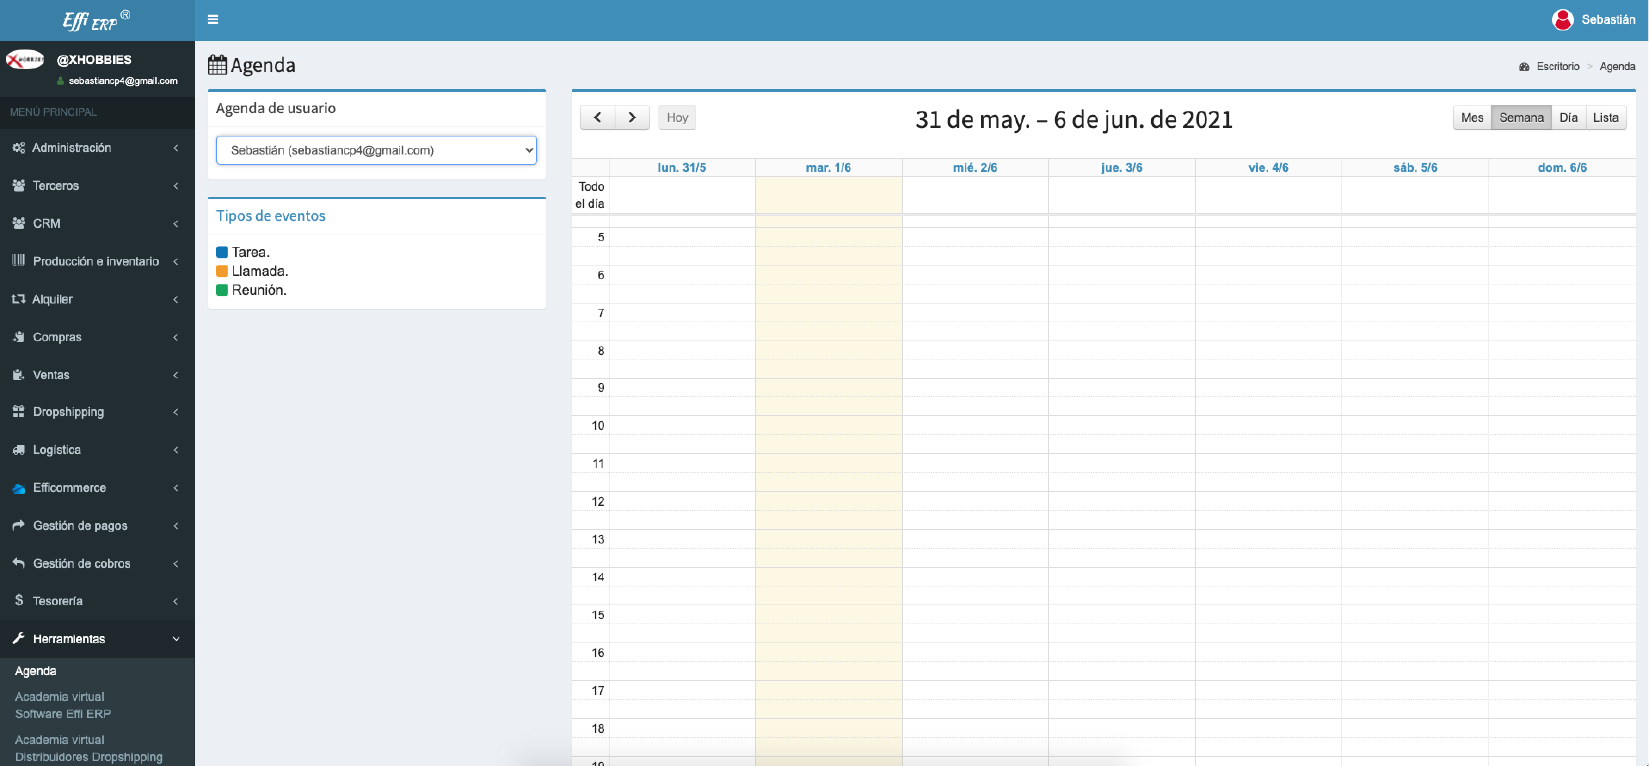 Effi ERP ®
Sebastián
XHOBBIES
@XHOBBIES
sebastiancp4@gmail.com
MENÚ PRINCIPAL
Administración
Terceros
CRM
Producción e inventario
Alquiler
Compras
Ventas
Dropshipping
Logística
Efficommerce
Gestión de pagos
Gestión de cobros
Tesorería
Herramientas
Agenda
Academia virtual
Software Effi ERP
Academia virtual
Distribuidores Dropshipping
Agenda
Escritorio > Agenda
Agenda de usuario
Sebastián (sebastiancp4@gmail.com)
Tipos de eventos
Tarea.
Llamada.
Reunión.
Hoy
31 de may. – 6 de jun. de 2021
Mes Semana Día Lista
lun. 31/5 mar. 1/6 mié. 2/6 jue. 3/6 vie. 4/6 sáb. 5/6 dom. 6/6
Todo
el día
5
6
7
8
9
10
11
12
13
14
15
16
17
18
19